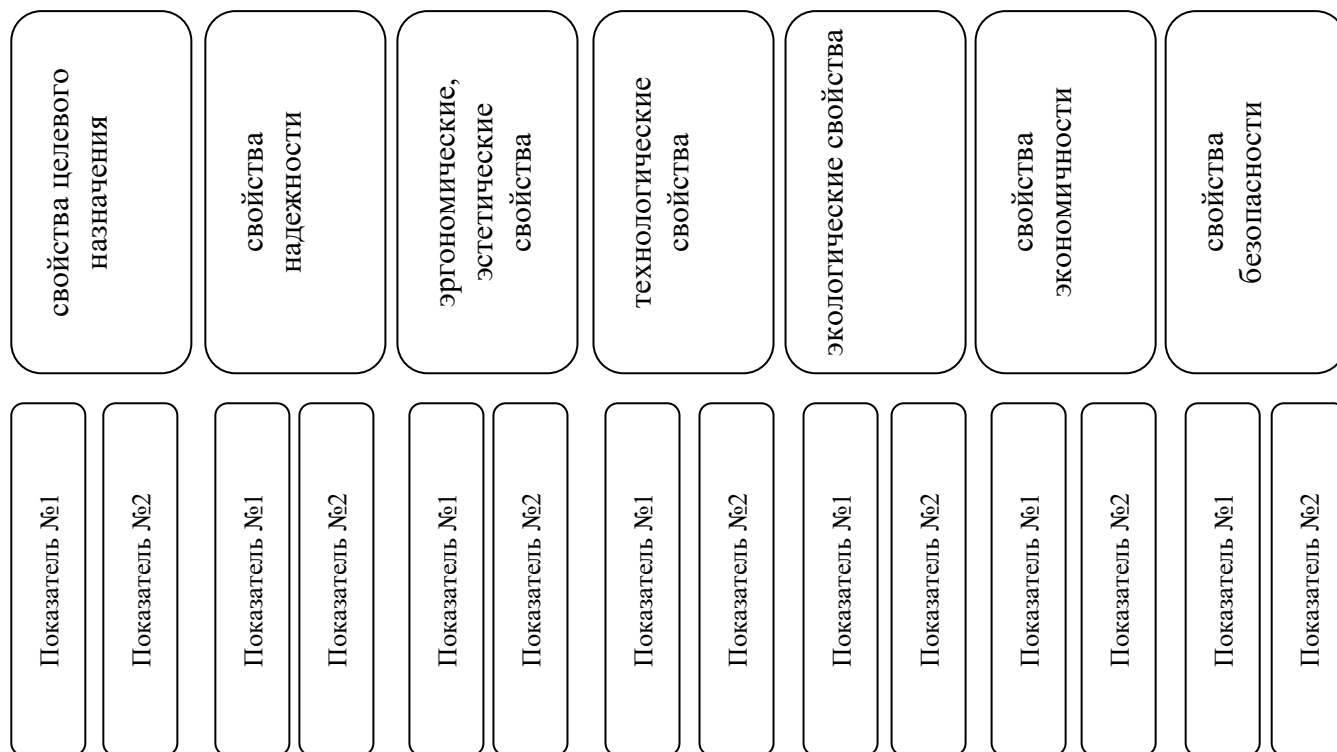 свойства целевого
назначения
свойства
надежности
эргономические,
эстетические
свойства
технологические
свойства
экологические свойства
свойства
экономичности
свойства
безопасности
Показатель №1
Показатель №2
Показатель №1
Показатель №2
Показатель №1
Показатель №2
Показатель №1
Показатель №2
Показатель №1
Показатель №2
Показатель №1
Показатель №2
Показатель №1
Показатель №2